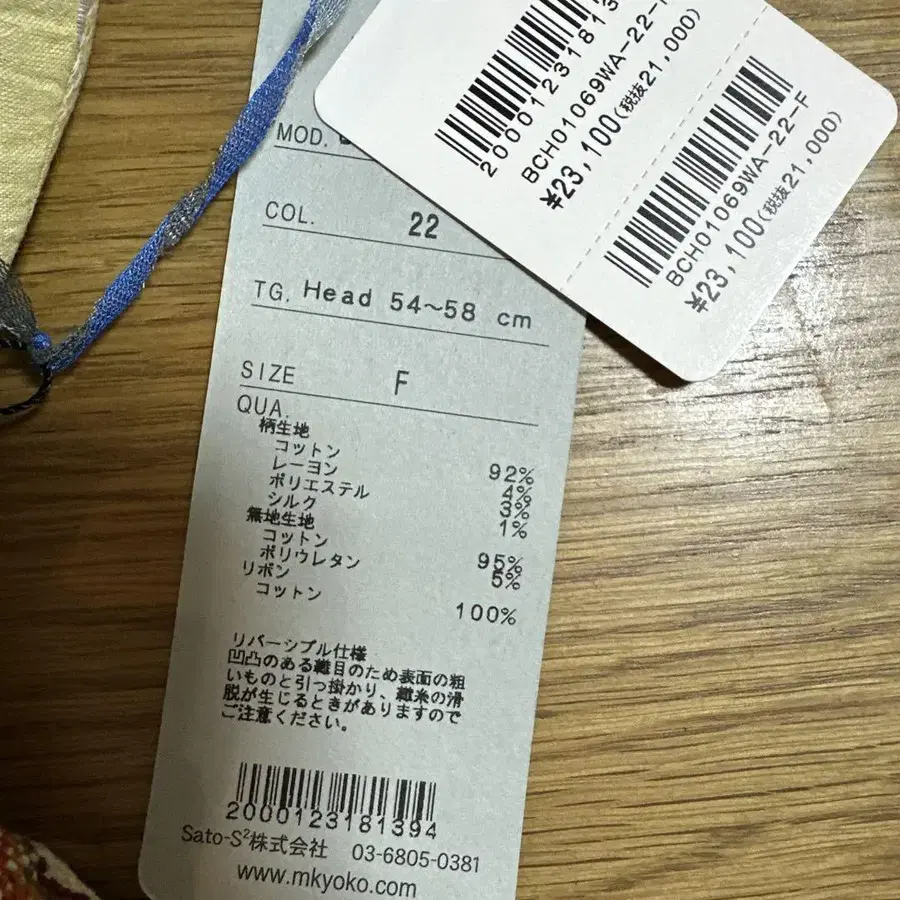 BCH01069WA-22-F
¥23,100(税抜21,000)
BCH01069WA-22-F
¥23,100(税抜21,000)
MOD.
COL. 22
TG. Head 54~58 cm
SIZE F
QUA.
柄生地
コットン 92%
レーヨン 4%
ポリエステル 3%
シルク 1%
無地生地
コットン 95%
ポリウレタン 5%
リボン
コットン 100%
リバーシブル仕様
凹凸のある織目のため表面の粗
いものと引っ掛かり、織糸の滑
脱が生じるときがありますので
ご注意ください。
2000123181394
Sato-S²株式会社 03-6805-0381
www.mkyoko.com